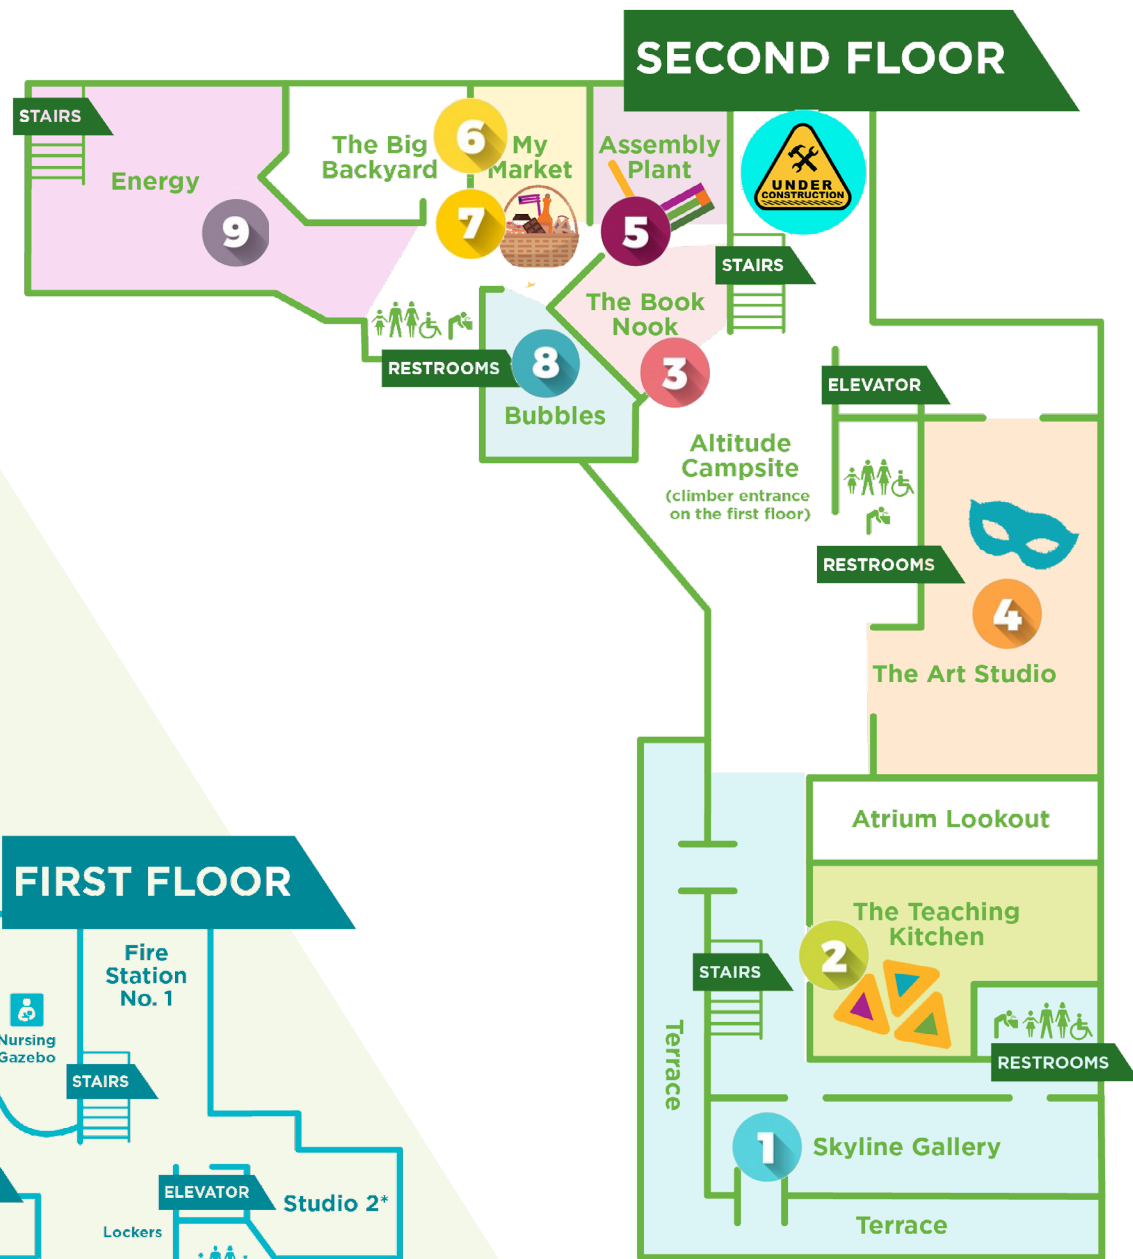 SECOND FLOOR
STAIRS
Energy
9
The Big
Backyard
6
7
My
Market
Assembly
Plant
5
UNDER
CONSTRUCTION
STAIRS
The Book
Nook
3
RESTROOMS
8
Bubbles
ELEVATOR
Altitude
Campsite
(climber entrance
on the first floor)
RESTROOMS
4
The Art Studio
Atrium Lookout
The Teaching
Kitchen
2
STAIRS
RESTROOMS
Terrace
1
Skyline Gallery
Terrace
FIRST FLOOR
Fire
Station
No. 1
Nursing
Gazebo
STAIRS
ELEVATOR
Studio 2*
Lockers